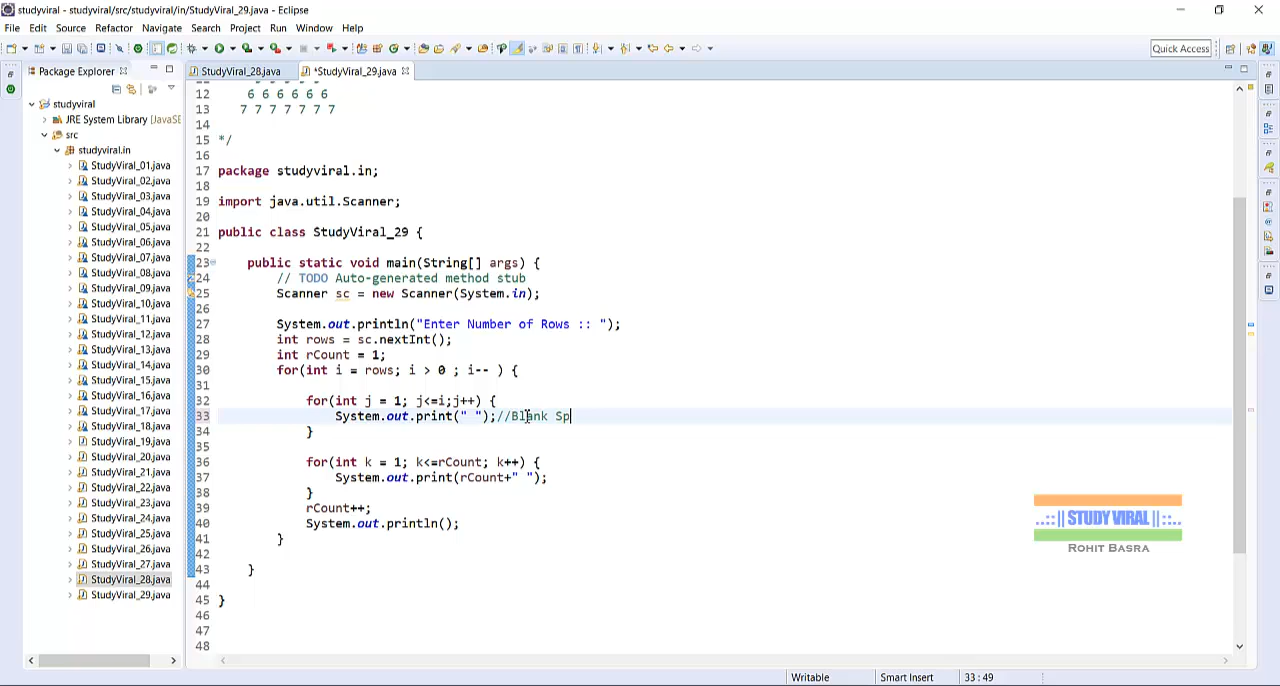 studyviral - studyviral/src/studyviral/in/StudyViral_29.java - Eclipse
File Edit Source Refactor Navigate Search Project Run Window Help
Quick Access
Package Explorer
StudyViral_28.java
*StudyViral_29.java
studyviral
JRE System Library [JavaSE
src
studyviral.in
StudyViral_01.java
StudyViral_02.java
StudyViral_03.java
StudyViral_04.java
StudyViral_05.java
StudyViral_06.java
StudyViral_07.java
StudyViral_08.java
StudyViral_09.java
StudyViral_10.java
StudyViral_11.java
StudyViral_12.java
StudyViral_13.java
StudyViral_14.java
StudyViral_15.java
StudyViral_16.java
StudyViral_17.java
StudyViral_18.java
StudyViral_19.java
StudyViral_20.java
StudyViral_21.java
StudyViral_22.java
StudyViral_23.java
StudyViral_24.java
StudyViral_25.java
StudyViral_26.java
StudyViral_27.java
StudyViral_28.java
StudyViral_29.java
12 6 6 6 6 6 6
13 7 7 7 7 7 7 7
14
15 */
16
17 package studyviral.in;
18
19 import java.util.Scanner;
20
21 public class StudyViral_29 {
22
23 public static void main(String[] args) {
24 // TODO Auto-generated method stub
25 Scanner sc = new Scanner(System.in);
26
27 System.out.println("Enter Number of Rows :: ");
28 int rows = sc.nextInt();
29 int rCount = 1;
30 for(int i = rows; i > 0 ; i-- ) {
31
32 for(int j = 1; j<=i;j++) {
33 System.out.print(" ");//Blank Sp
34 }
35
36 for(int k = 1; k<=rCount; k++) {
37 System.out.print(rCount+" ");
38 }
39 rCount++;
40 System.out.println();
41 }
42
43 }
44
45 }
46
47
48
.::|| STUDY VIRAL ||::.
ROHIT BASRA
Writable
Smart Insert
33 : 49